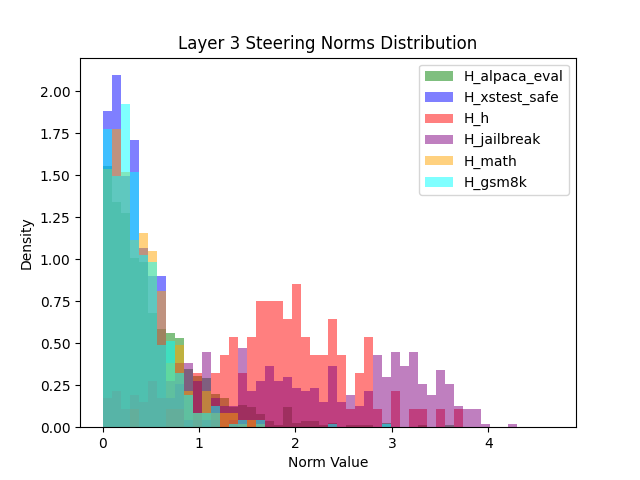 Layer 3 Steering Norms Distribution
H_alpaca_eval
H_xstest_safe
H_h
H_jailbreak
H_math
H_gsm8k
Density
2.00
1.75
1.50
1.25
1.00
0.75
0.50
0.25
0.00
0 1 2 3 4
Norm Value